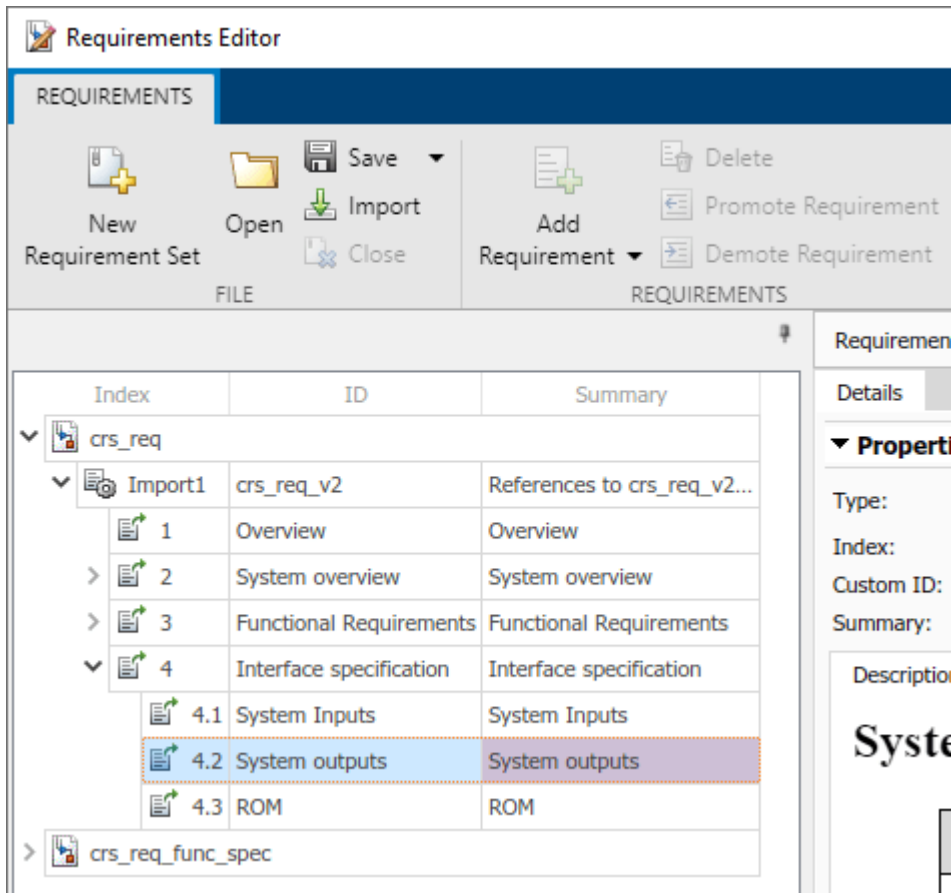 Requirements Editor
REQUIREMENTS
New
Requirement Set
Open
Save
Import
Close
FILE
Add
Requirement
Delete
Promote Requirement
Demote Requirement
REQUIREMENTS
Index ID Summary
crs_req
Import1 crs_req_v2 References to crs_req_v2...
1 Overview Overview
2 System overview System overview
3 Functional Requirements Functional Requirements
4 Interface specification Interface specification
4.1 System Inputs System Inputs
4.2 System outputs System outputs
4.3 ROM ROM
crs_req_func_spec
Requiremen
Details
Properti
Type:
Index:
Custom ID:
Summary:
Description
Syste